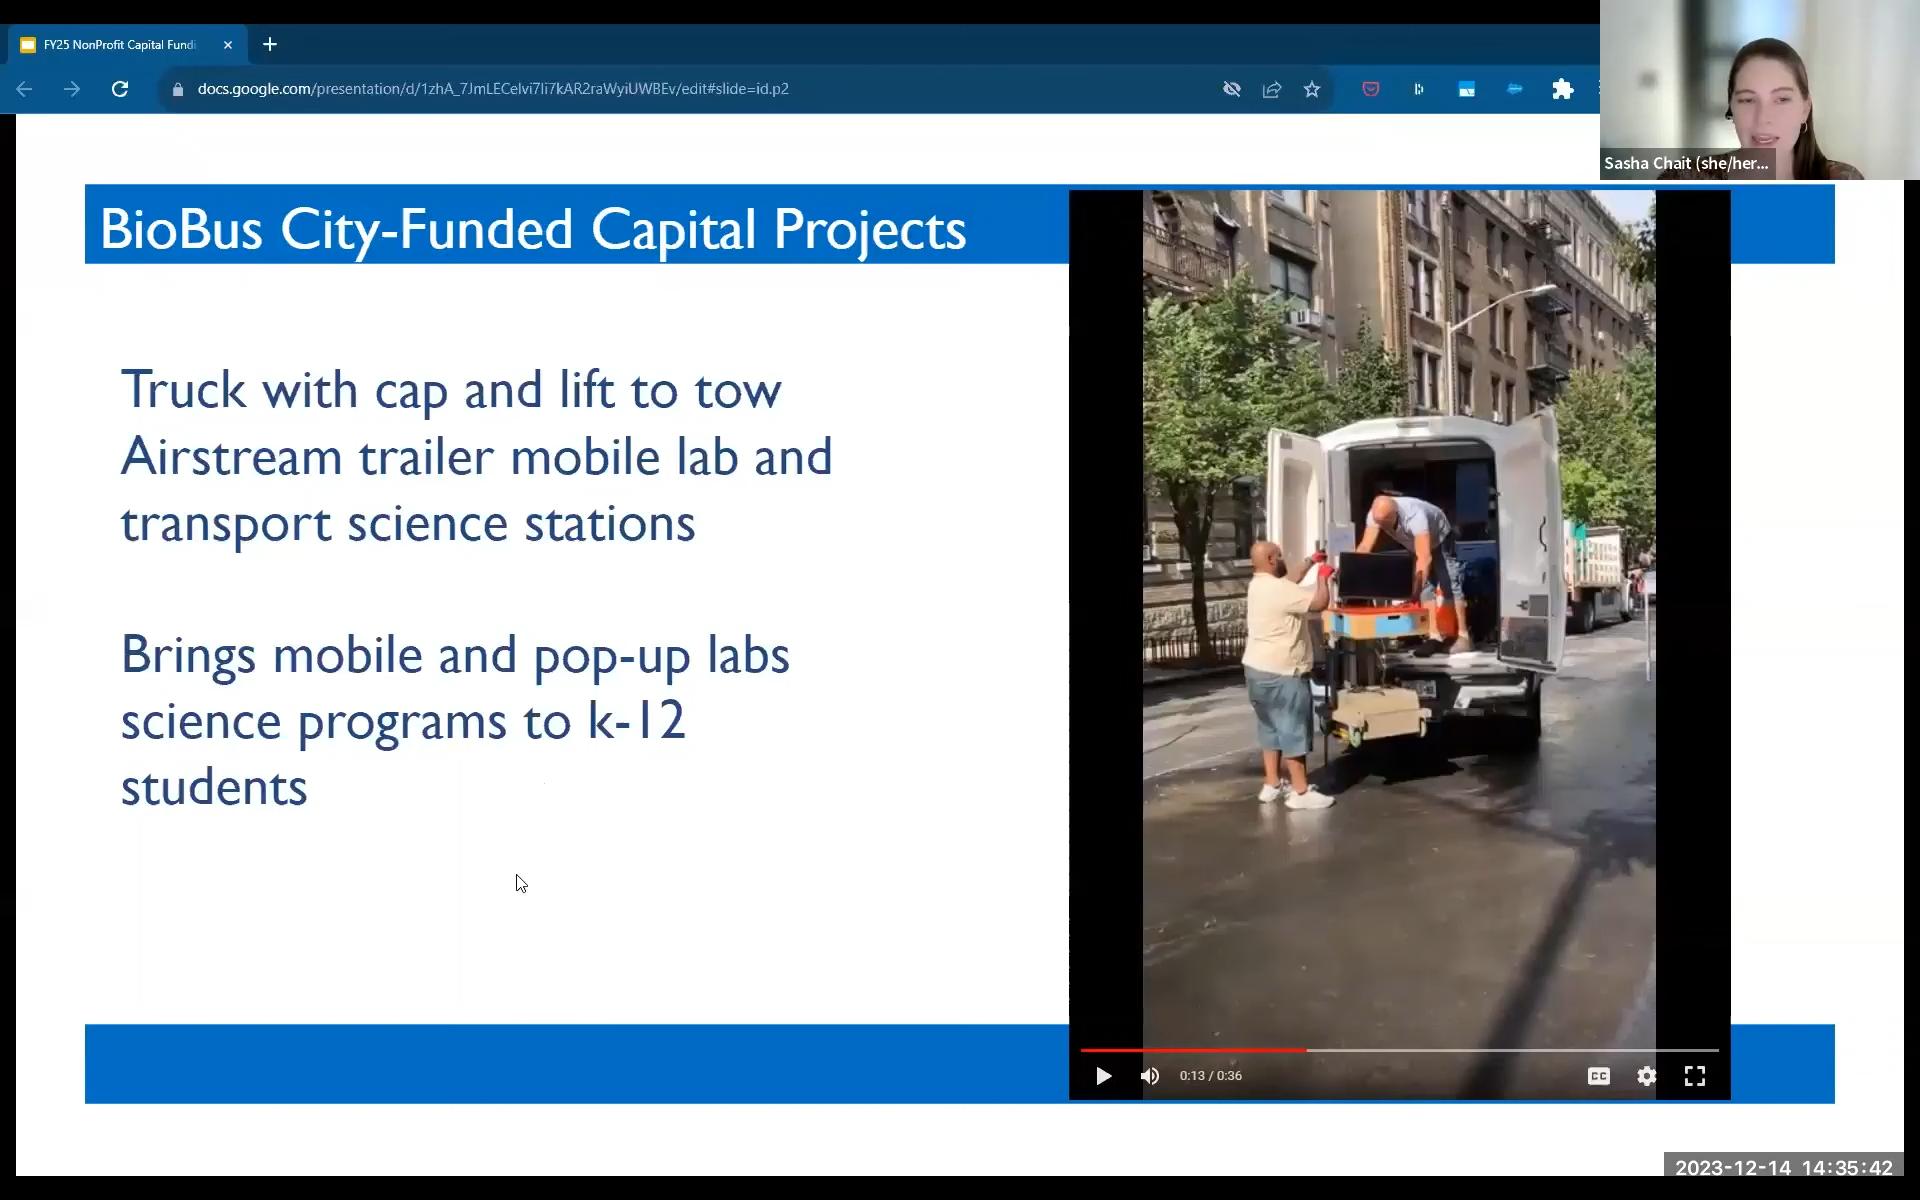 FY25 NonProfit Capital Fundi
docs.google.com/presentation/d/1zhA_7JmLECelvi7li7kAR2raWyiUWBEv/edit#slide=id.p2
Sasha Chait (she/her...
BioBus City-Funded Capital Projects
Truck with cap and lift to tow
Airstream trailer mobile lab and
transport science stations
Brings mobile and pop-up labs
science programs to k-12
students
0:13 / 0:36
CC
2023-12-14 14:35:42